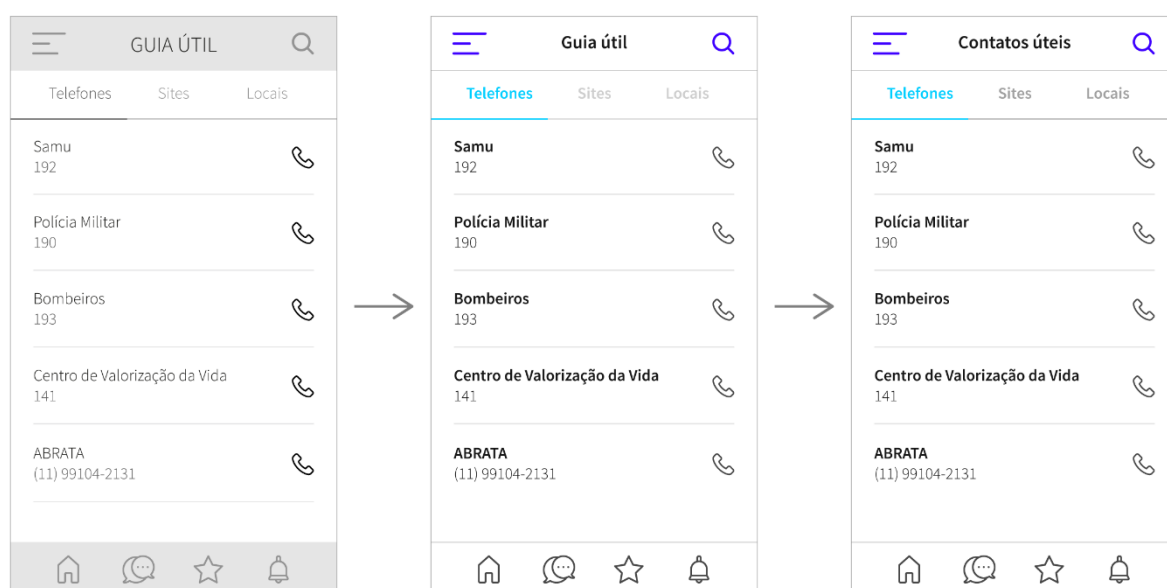 GUIA ÚTIL
Telefones Sites Locais
Samu
192
Polícia Militar
190
Bombeiros
193
Centro de Valorização da Vida
141
ABRATA
(11) 99104-2131
Guia útil
Telefones Sites Locais
Samu
192
Polícia Militar
190
Bombeiros
193
Centro de Valorização da Vida
141
ABRATA
(11) 99104-2131
Contatos úteis
Telefones Sites Locais
Samu
192
Polícia Militar
190
Bombeiros
193
Centro de Valorização da Vida
141
ABRATA
(11) 99104-2131